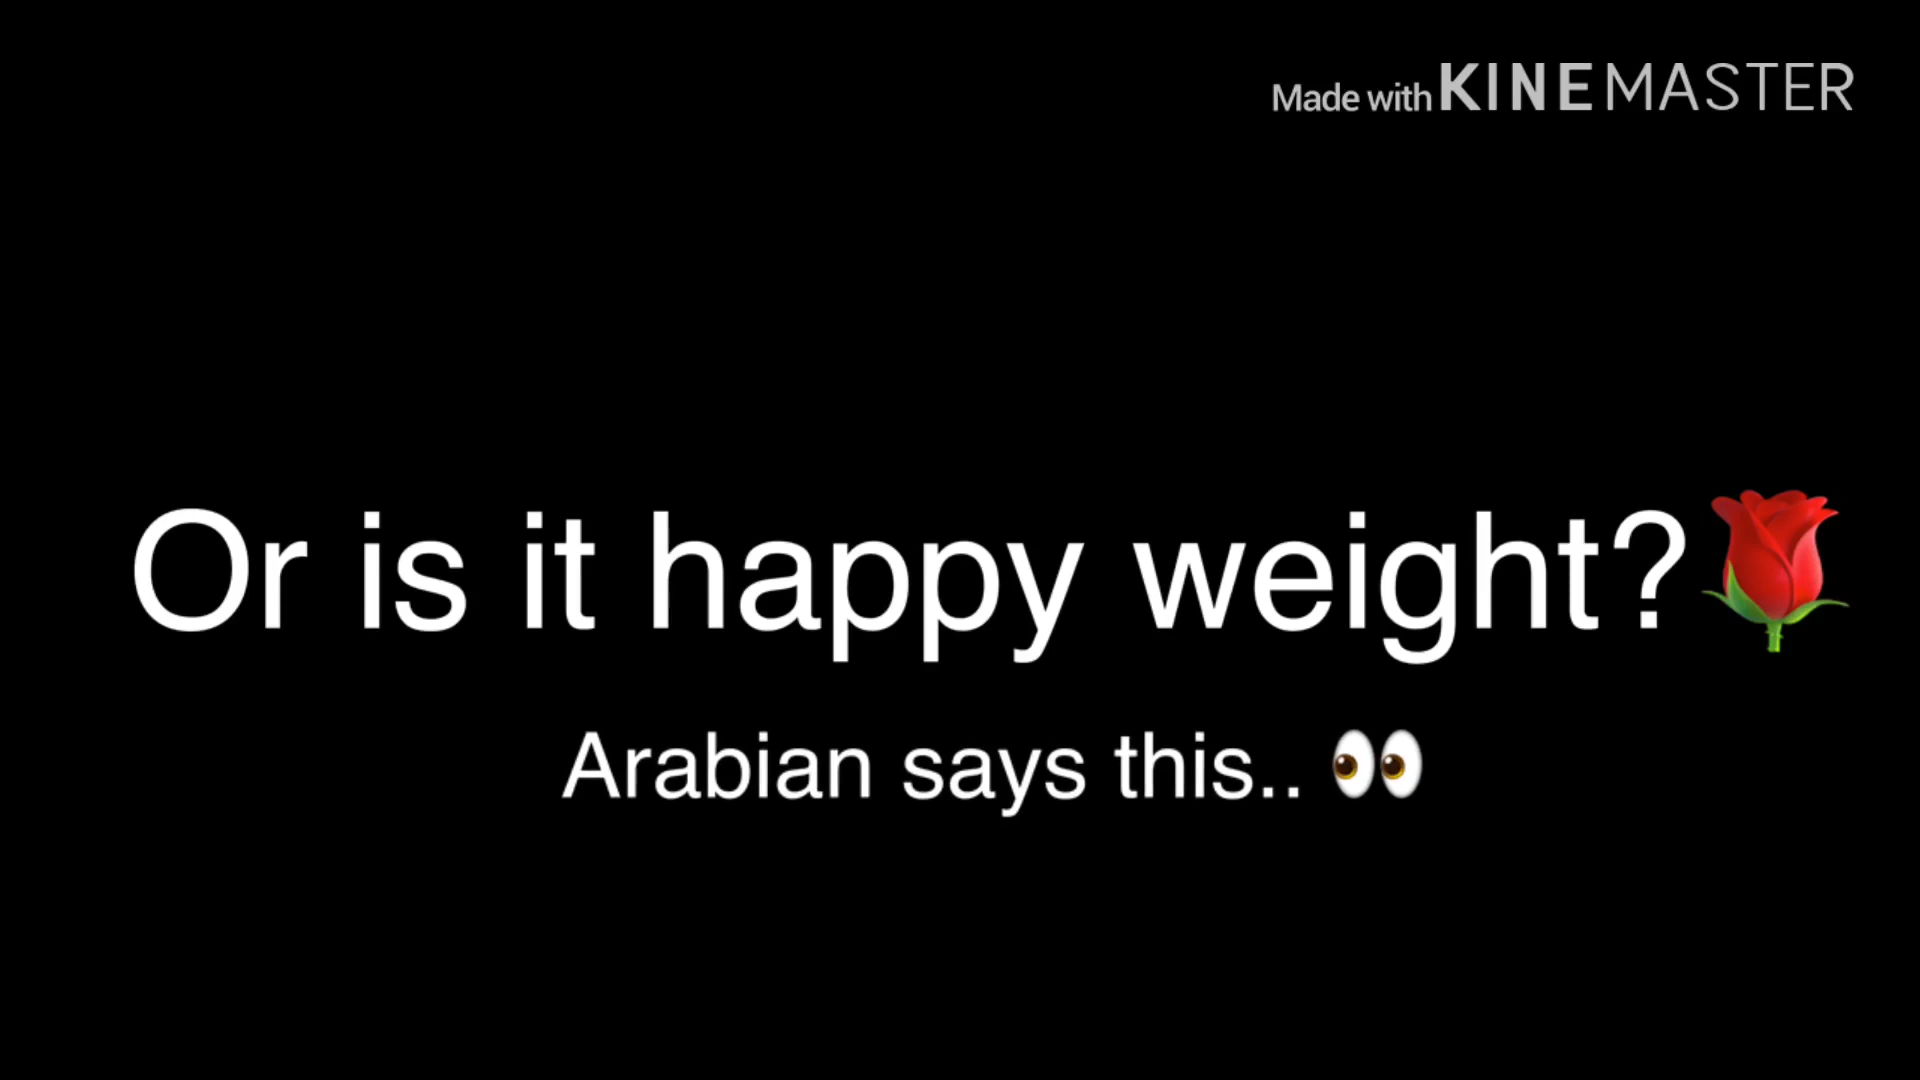 Made with KINEMASTER
Or is it happy weight?🌹
Arabian says this.. 👀